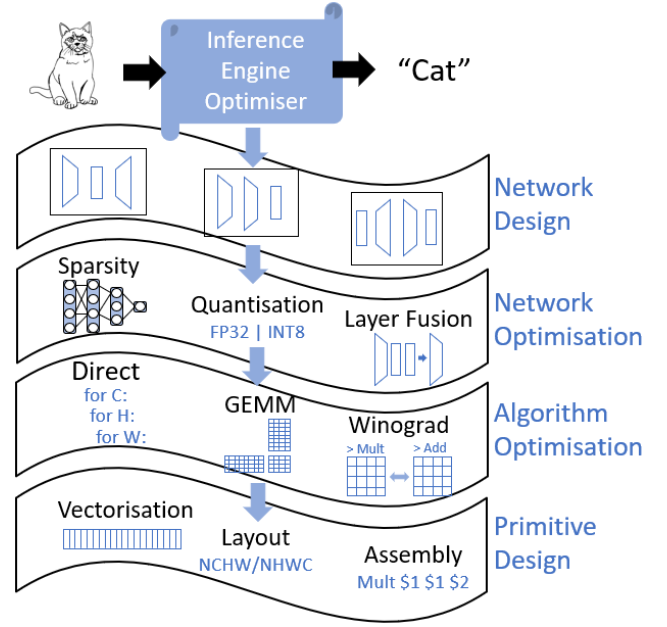 Inference
Engine
Optimiser
“Cat”
Network
Design
Sparsity
Quantisation
FP32 | INT8
Layer Fusion
Network
Optimisation
Direct
for C:
for H:
for W:
GEMM
Winograd
> Mult
> Add
Algorithm
Optimisation
Vectorisation
Layout
NCHW/NHWC
Assembly
Mult $1 $1 $2
Primitive
Design